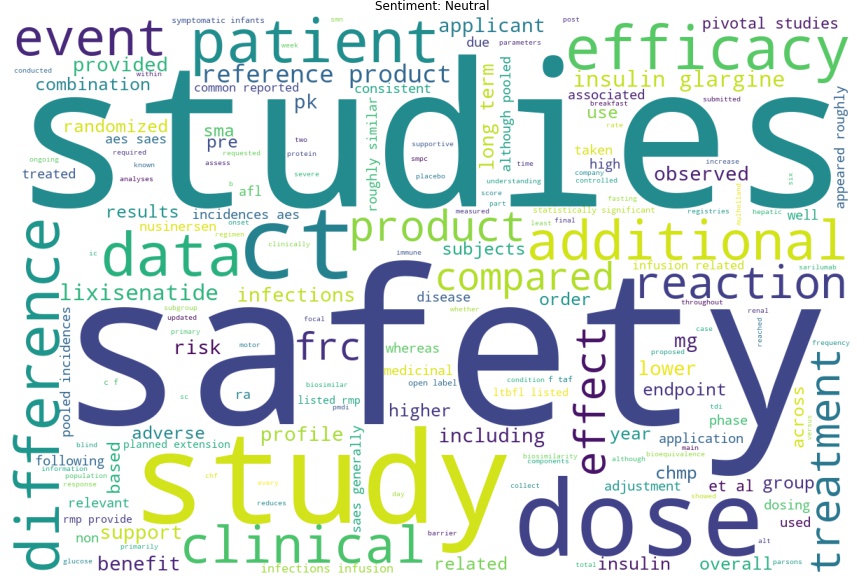 Sentiment: Neutral
symptomatic infants
event
patient
applicant
due
post
parameters
zmn
week
pivotal studies
efficacy
provided
conducted
within
combination
reference product
common reported
consistent
insulin glargine
associated
breakfast
submitted
studies
pk
long term
although pooled
use
rate
randomized
aes saes
required
known
ongoing
treated
analyses
sma
pre
assess
two
protein
requested
severe
b
afl
roughly similar
supportive
smpc
placebo
time
understanding
score
part
measured
taken
high
company
controlled
observed
increase
six
fasting
appeared roughly
results
incidences aes
nusinersen
onset
regimen
product
statistically significant
least
final
registries
mulholland
hepatic
well
difference
data
ct
ic
clinically
immune
subjects
additional
compared
infusion related
sarilumab
reaction
lixisenatide
infections
disease
order
whether
throughout
renal
safety
subgroup
updated
primary
focal
pooled incidences
risk
motor
frc
whereas
medicinal
biosimilar
open label
condition
f taf
ltbfl listed
effect
mg
case
proposed
lower
reached
frequency
c f
sc
ra
listed rmp
pmdi
higher
endpoint
tdi
phase
across
versus
treatment
adverse
planned extension
profile
including
year
application
main
blind
following
information
population
response
based
study
saes generally
biosimilarity
components
although
bioequivalence
chmp
showed
relevant
chf
every
day
collect
dose
adjustment
et al
group
dosing
used
rmp provide
non
support
reduces
primarily
clinical
barrier
glucose
benefit
infections infusion
related
total
insulin
overall
alt
parsons